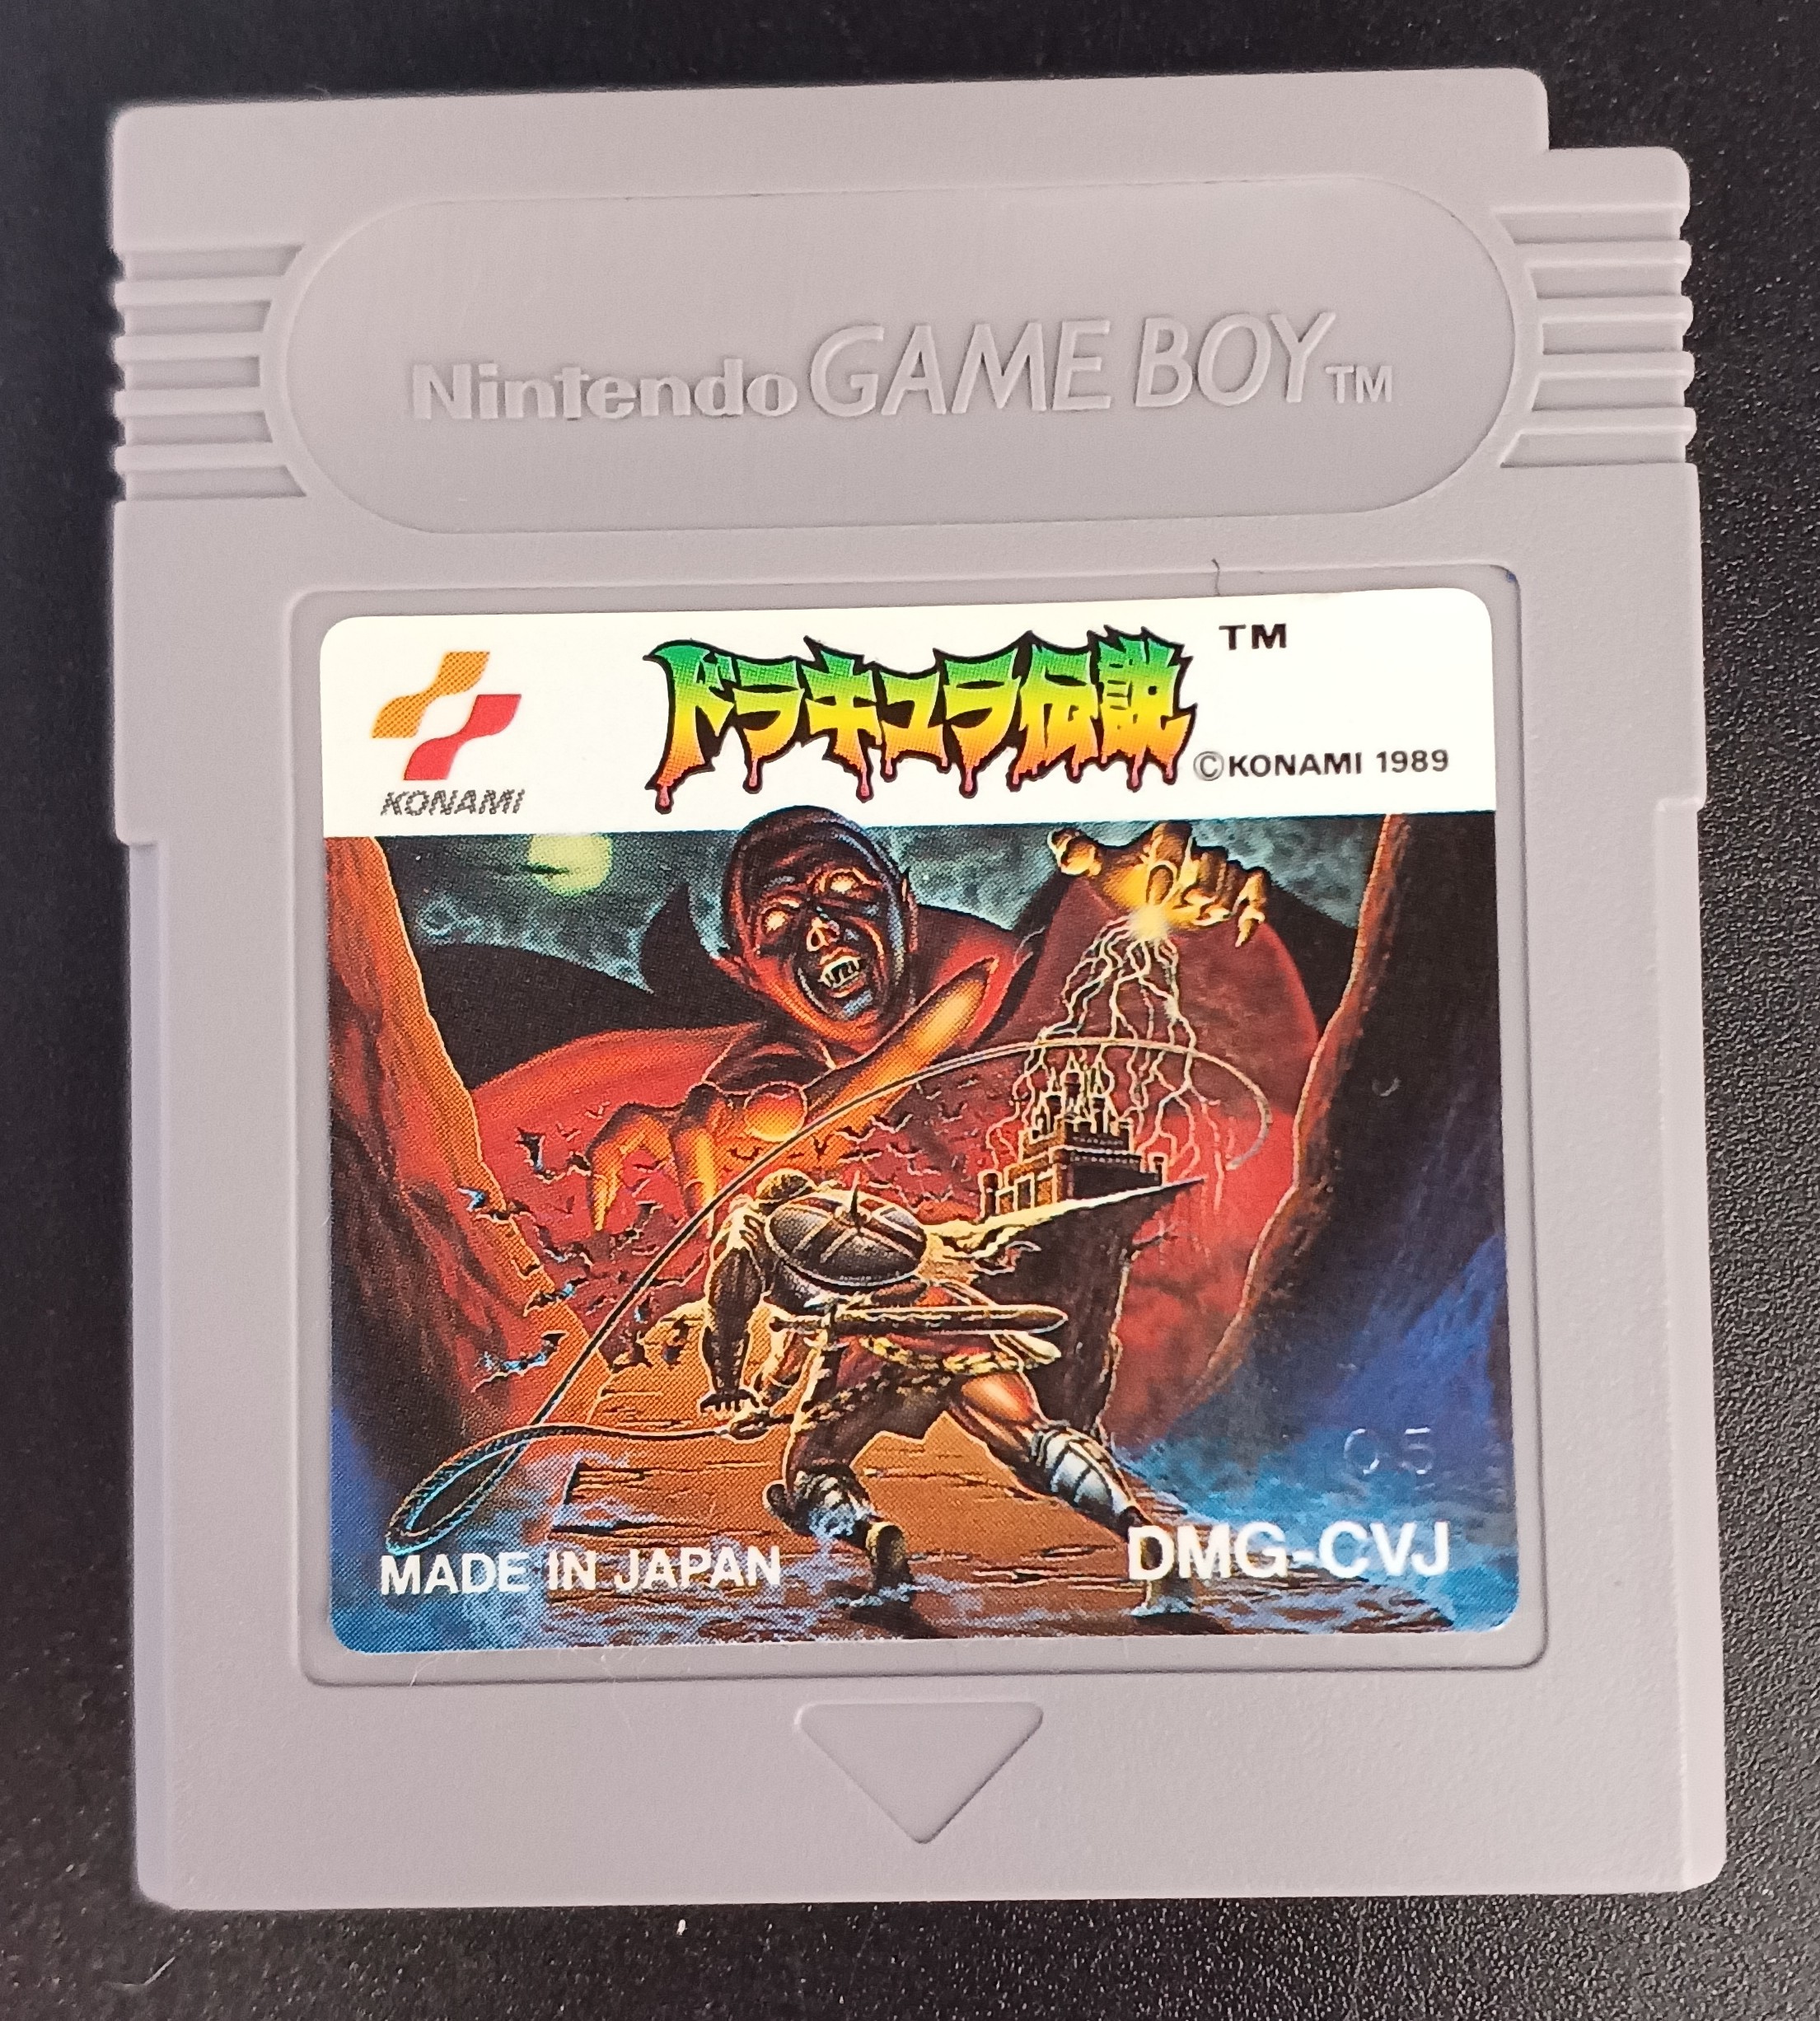 Nintendo GAME BOY TM
ドラキュラ伝説 TM
KONAMI
©KONAMI 1989
05
MADE IN JAPAN
DMG-CVJ